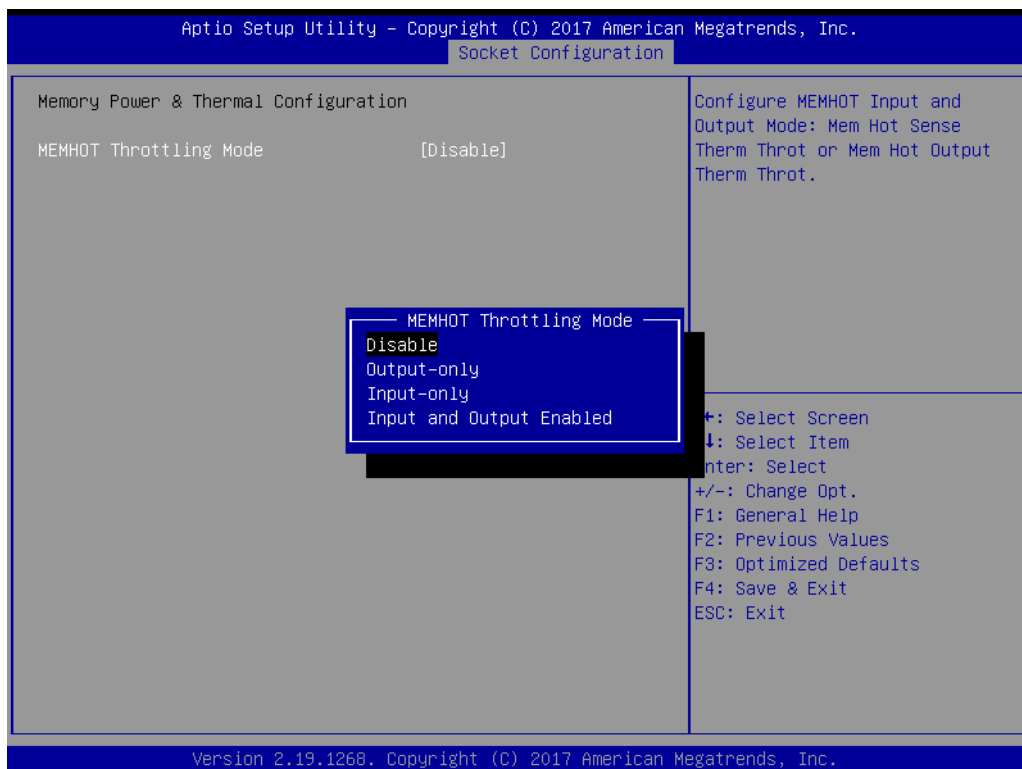 Aptio Setup Utility – Copyright (C) 2017 American Megatrends, Inc.
Socket Configuration
Memory Power & Thermal Configuration
MEMHOT Throttling Mode [Disable]
Configure MEMHOT Input and
Output Mode: Mem Hot Sense
Therm Throt or Mem Hot Output
Therm Throt.
MEMHOT Throttling Mode
Disable
Output-only
Input-only
Input and Output Enabled
←: Select Screen
↓: Select Item
nter: Select
+/-: Change Opt.
F1: General Help
F2: Previous Values
F3: Optimized Defaults
F4: Save & Exit
ESC: Exit
Version 2.19.1268. Copyright (C) 2017 American Megatrends, Inc.